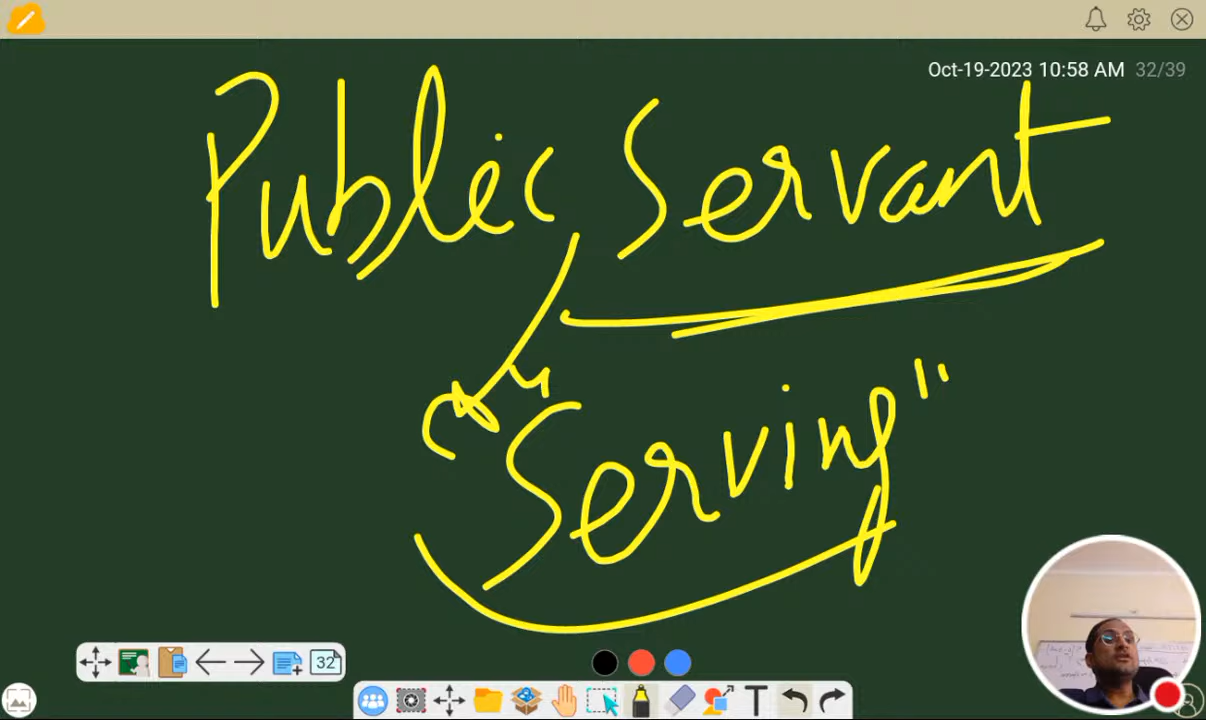 Oct-19-2023 10:58 AM 32/39
Public Servant
"Serving"
32
T